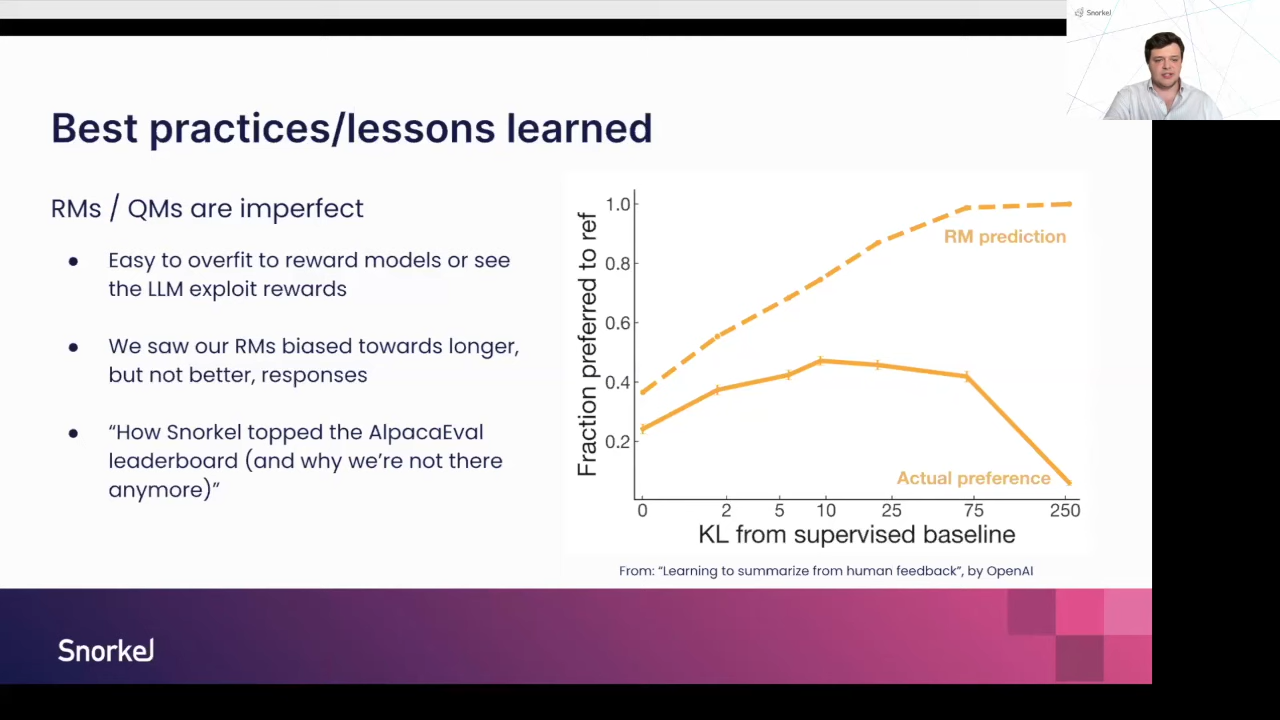 Snorkel
Best practices/lessons learned
RMs / QMs are imperfect
● Easy to overfit to reward models or see
the LLM exploit rewards
● We saw our RMs biased towards longer,
but not better, responses
● “How Snorkel topped the AlpacaEval
leaderboard (and why we’re not there
anymore)”
Fraction preferred to ref
1.0
0.8
0.6
0.4
0.2
RM prediction
Actual preference
0 2 5 10 25 75 250
KL from supervised baseline
From: “Learning to summarize from human feedback”, by OpenAI
Snorkel